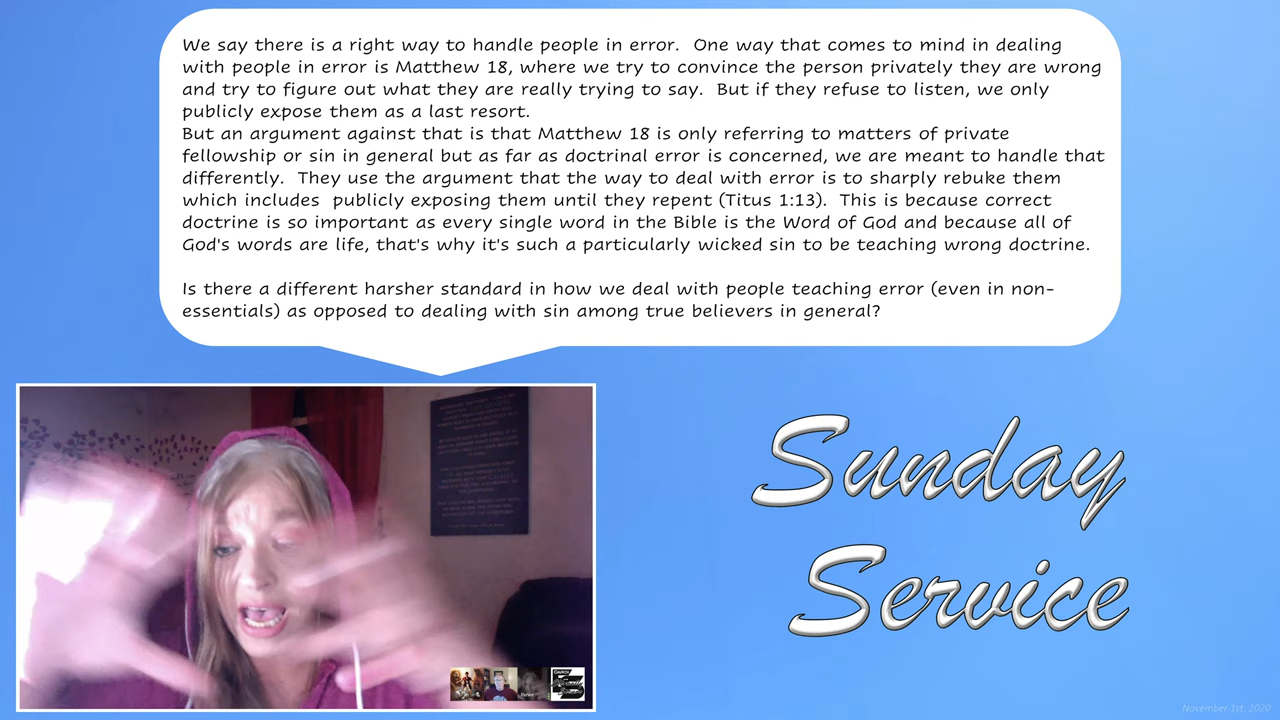 We say there is a right way to handle people in error.  One way that comes to mind in dealing
with people in error is Matthew 18, where we try to convince the person privately they are wrong
and try to figure out what they are really trying to say.  But if they refuse to listen, we only
publicly expose them as a last resort.
But an argument against that is that Matthew 18 is only referring to matters of private
fellowship or sin in general but as far as doctrinal error is concerned, we are meant to handle that
differently.  They use the argument that the way to deal with error is to sharply rebuke them
which includes  publicly exposing them until they repent (Titus 1:13).  This is because correct
doctrine is so important as every single word in the Bible is the Word of God and because all of
God's words are life, that's why it's such a particularly wicked sin to be teaching wrong doctrine.
Is there a different harsher standard in how we deal with people teaching error (even in non-
essentials) as opposed to dealing with sin among true believers in general?
Sunday
Service
November 1st, 2020